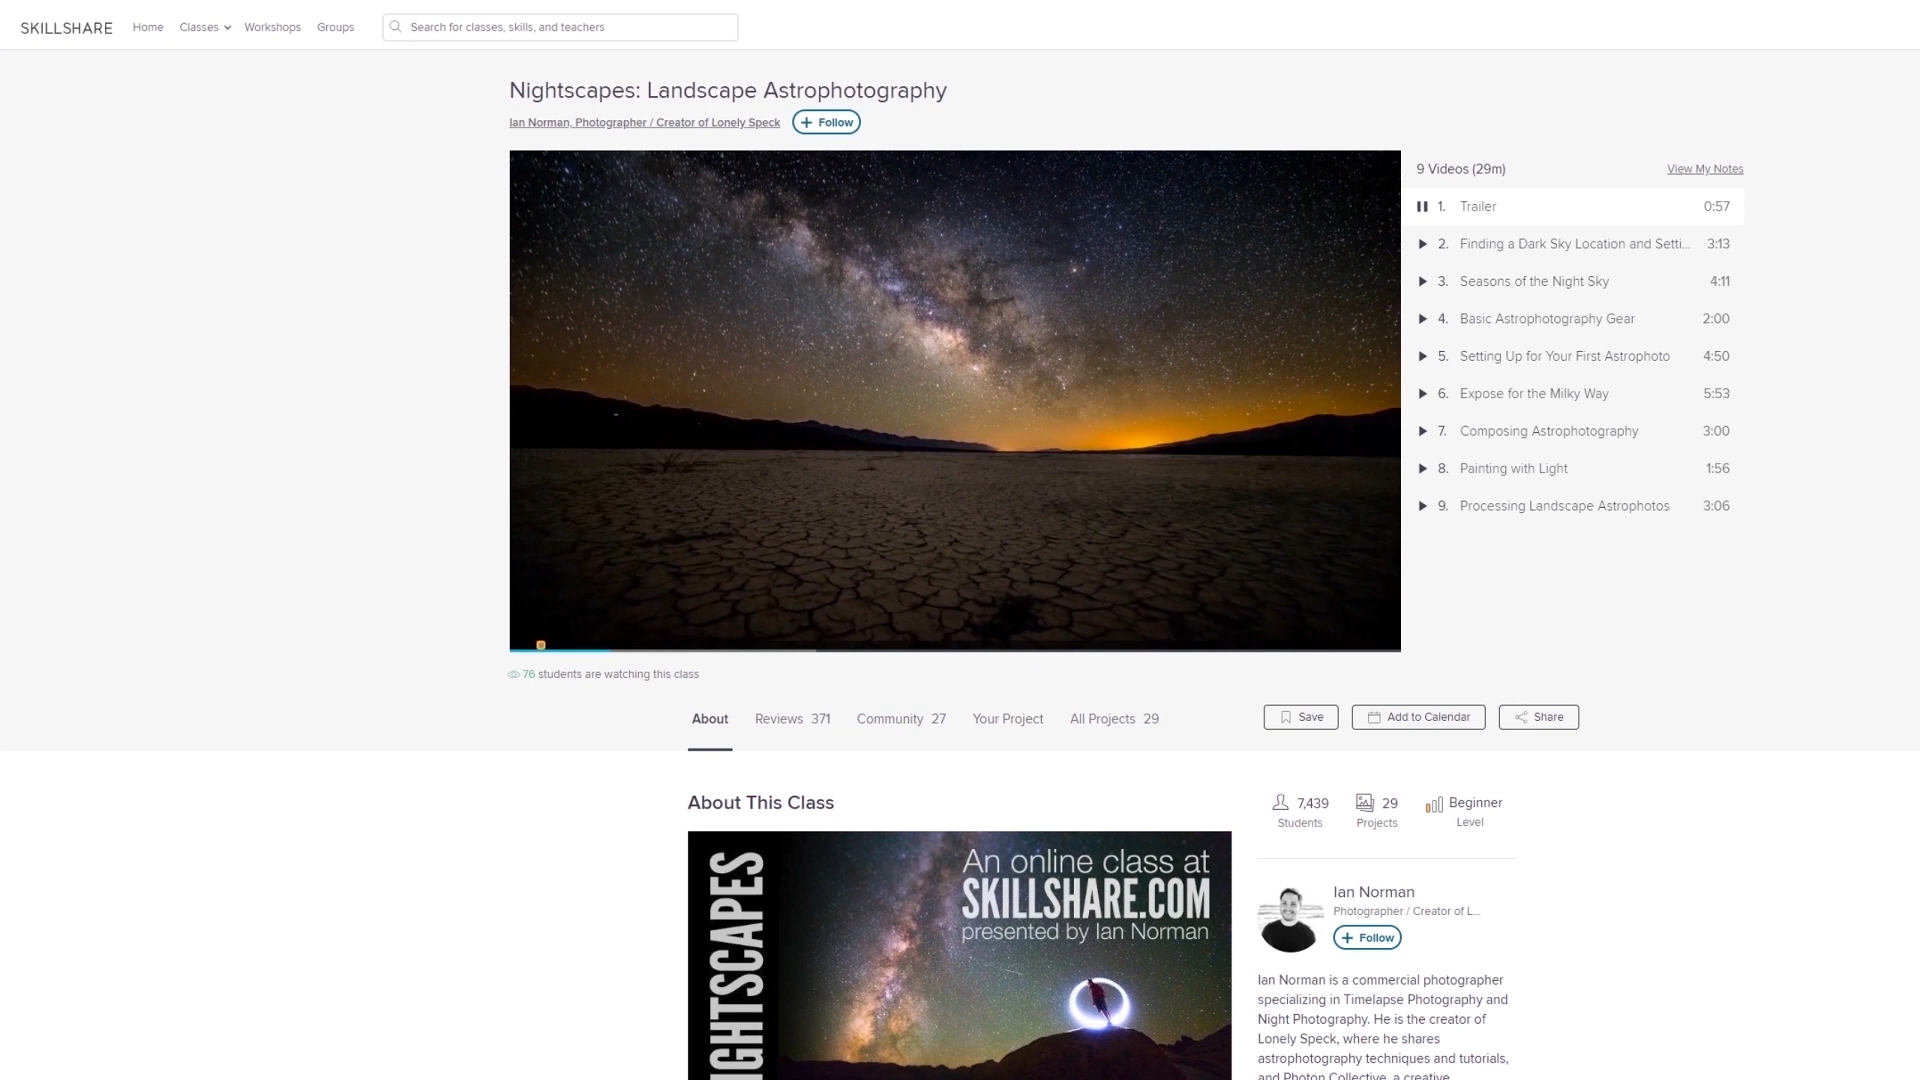 SKILLSHARE Home Classes Workshops Groups Search for classes, skills, and teachers
Nightscapes: Landscape Astrophotography
Ian Norman, Photographer / Creator of Lonely Speck + Follow
9 Videos (29m) View My Notes
1. Trailer 0:57
2. Finding a Dark Sky Location and Setti... 3:13
3. Seasons of the Night Sky 4:11
4. Basic Astrophotography Gear 2:00
5. Setting Up for Your First Astrophoto 4:50
6. Expose for the Milky Way 5:53
7. Composing Astrophotography 3:00
8. Painting with Light 1:56
9. Processing Landscape Astrophotos 3:06
76 students are watching this class
About Reviews 371 Community 27 Your Project All Projects 29 Save Add to Calendar Share
About This Class
NIGHTSCAPES
An online class at
SKILLSHARE.COM
presented by Ian Norman
7,439 29 Beginner
Students Projects Level
Ian Norman
Photographer / Creator of L...
+ Follow
Ian Norman is a commercial photographer
specializing in Timelapse Photography and
Night Photography. He is the creator of
Lonely Speck, where he shares
astrophotography techniques and tutorials,
and Photon Collective, a creative